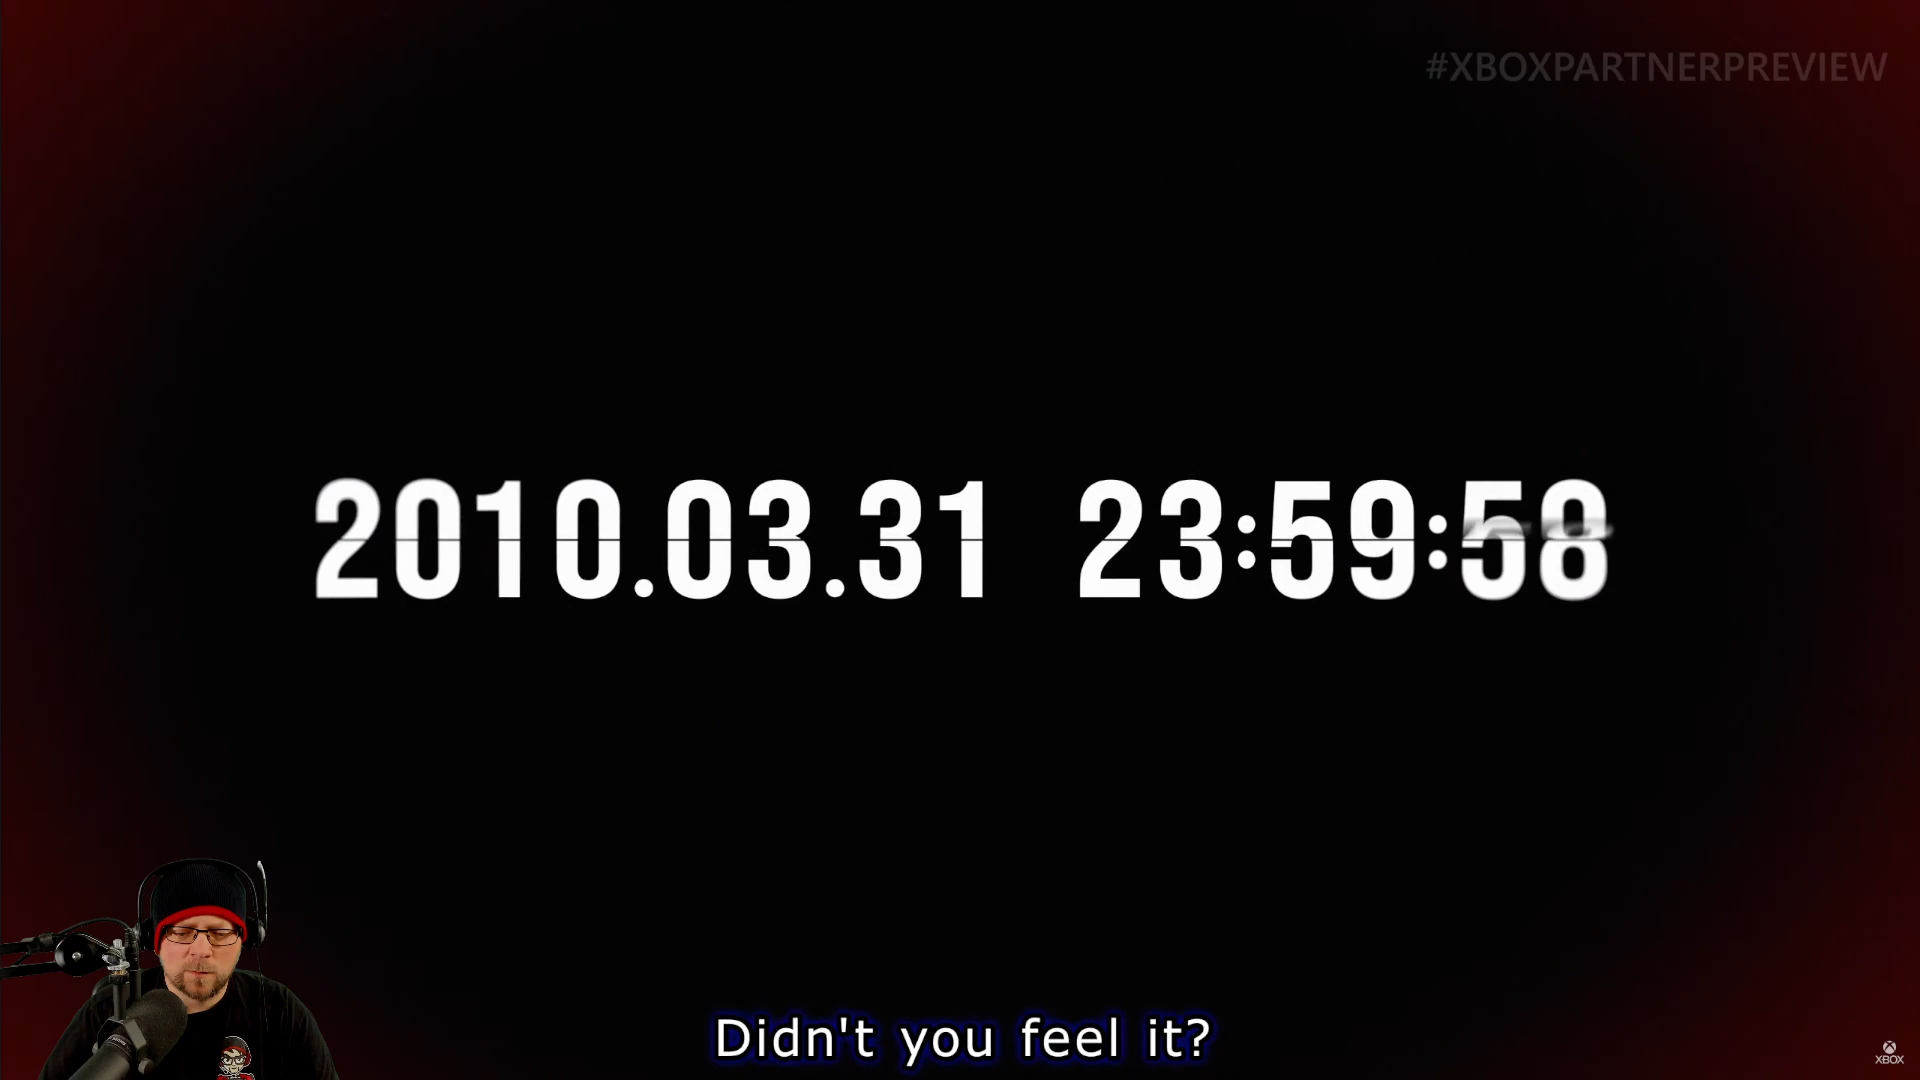 #XBOXPARTNERPREVIEW
2010.03.31 23:59:58
Didn't you feel it?
XBOX